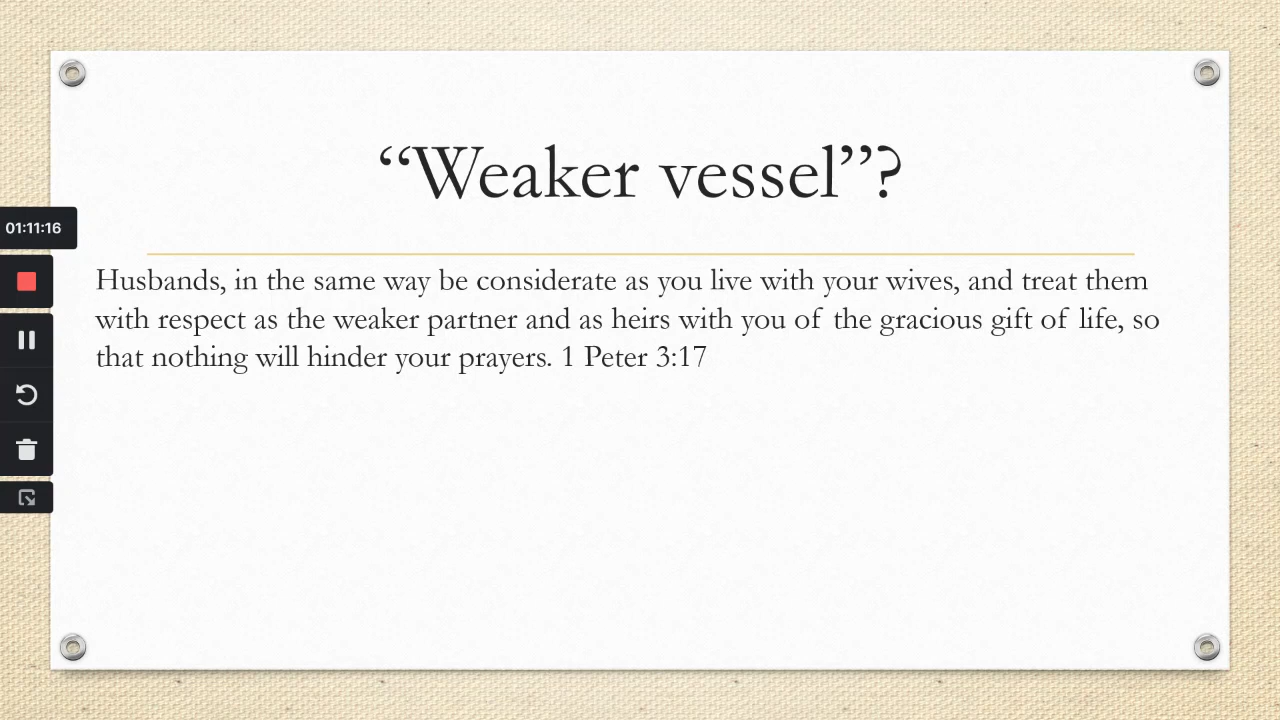 “Weaker vessel”?
01:11:16
Husbands, in the same way be considerate as you live with your wives, and treat them
with respect as the weaker partner and as heirs with you of the gracious gift of life, so
that nothing will hinder your prayers. 1 Peter 3:17